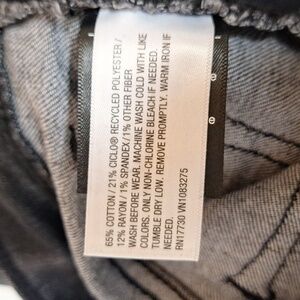 65% COTTON / 21% CICLO® RECYCLED POLYESTER /
12% RAYON / 1% SPANDEX / 1% OTHER FIBER
WASH BEFORE WEAR. MACHINE WASH COLD WITH LIKE
COLORS. ONLY NON-CHLORINE BLEACH IF NEEDED.
TUMBLE DRY LOW. REMOVE PROMPTLY. WARM IRON IF
NEEDED.
RN17730 VN1083275